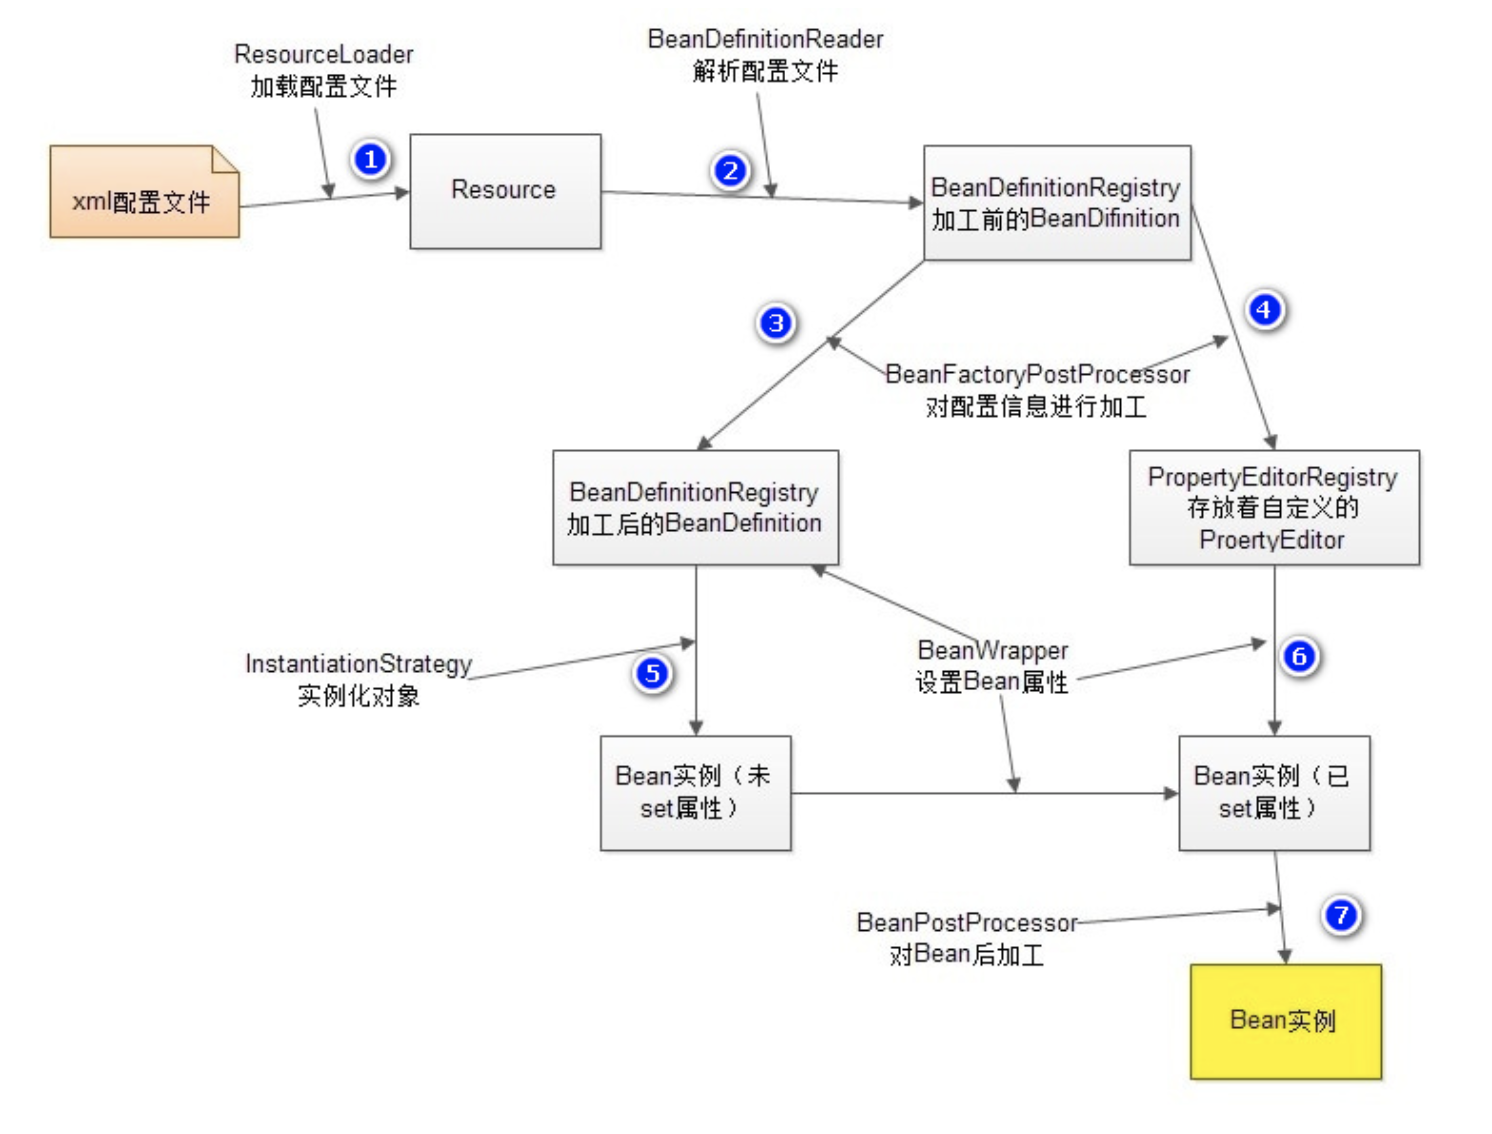 ResourceLoader
加载配置文件
BeanDefinitionReader
解析配置文件
1
2
xml配置文件
Resource
BeanDefinitionRegistry
加工前的BeanDifinition
3
4
BeanFactoryPostProcessor
对配置信息进行加工
BeanDefinitionRegistry
加工后的BeanDefinition
PropertyEditorRegistry
存放着自定义的
ProertyEditor
InstantiationStrategy
实例化对象
5
BeanWrapper
设置Bean属性
6
Bean实例（未
set属性）
Bean实例（已
set属性）
BeanPostProcessor
对Bean后加工
7
Bean实例